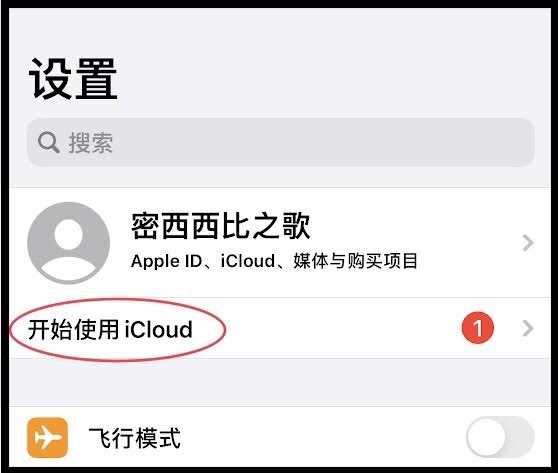 设置
搜索
密西西比之歌
Apple ID、iCloud、媒体与购买项目
开始使用 iCloud
1
飞行模式